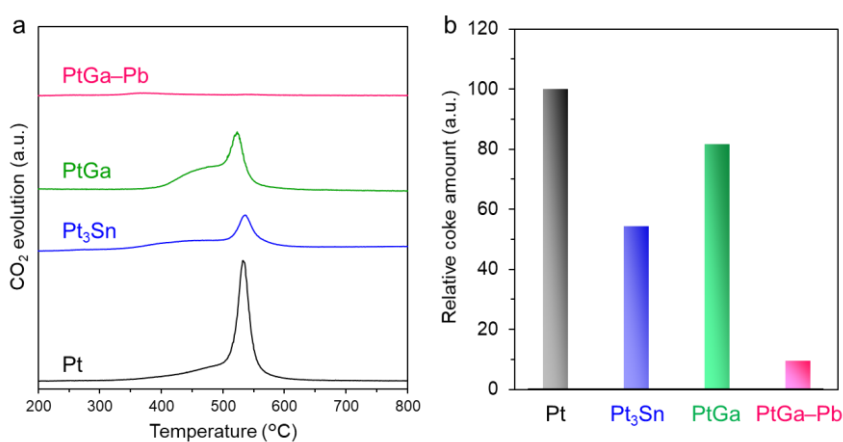 a
CO₂ evolution (a.u.)
PtGa–Pb
PtGa
Pt₃Sn
Pt
200 300 400 500 600 700 800
Temperature (°C)
b
Relative coke amount (a.u.)
120
100
80
60
40
20
0
Pt Pt₃Sn PtGa PtGa–Pb